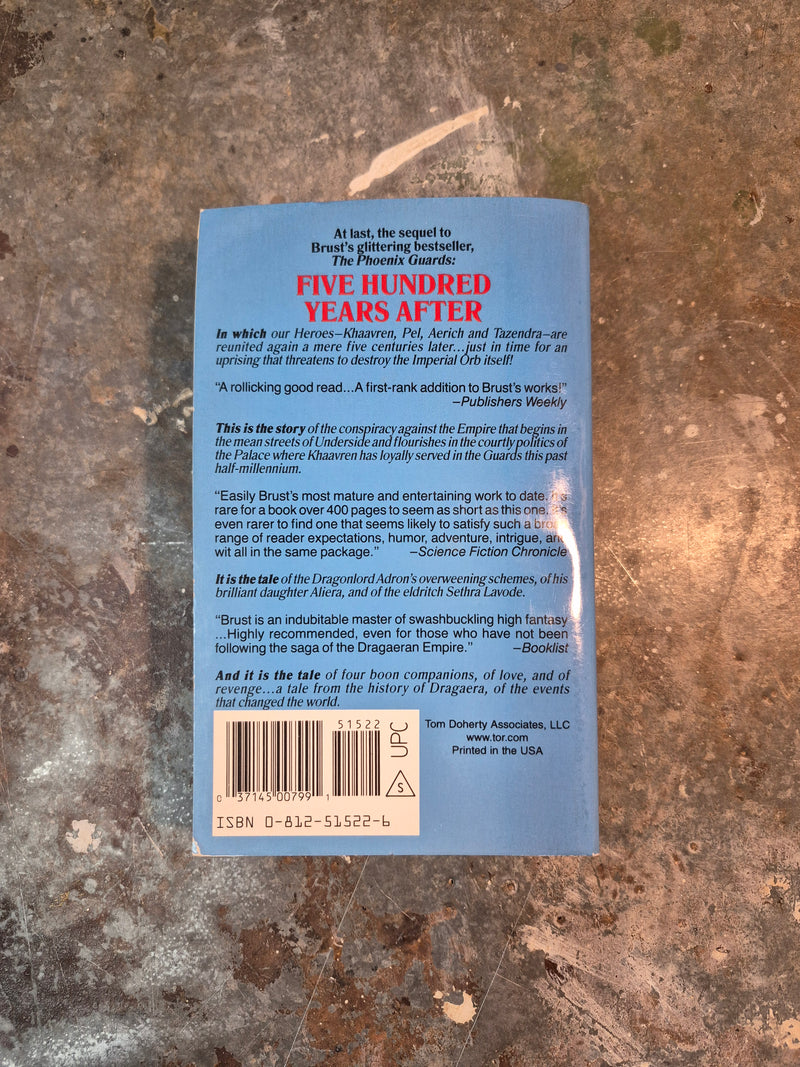 At last, the sequel to
Brust's glittering bestseller,
The Phoenix Guards:
FIVE HUNDRED
YEARS AFTER
In which our Heroes—Khaavren, Pel, Aerich and Tazendra—are
reunited again a mere five centuries later...just in time for an
uprising that threatens to destroy the Imperial Orb itself!
"A rollicking good read...A first-rank addition to Brust's works!"
—Publishers Weekly
This is the story of the conspiracy against the Empire that begins in
the mean streets of Underside and flourishes in the courtly politics of
the Palace where Khaavren has loyally served in the Guards this past
half-millennium.
"Easily Brust's most mature and entertaining work to date.
rare for a book over 400 pages to seem as short as this one.
even rarer to find one that seems likely to satisfy such a
range of reader expectations, humor, adventure, intrigue, and
wit all in the same package." —Science Fiction Chronicle
It is the tale of the Dragonlord Adron's overweening schemes, of his
brilliant daughter Aliera, and of the eldritch Sethra Lavode.
"Brust is an indubitable master of swashbuckling high fantasy
...Highly recommended, even for those who have not been
following the saga of the Dragaeran Empire." —Booklist
And it is the tale of four boon companions, of love, and of
revenge...a tale from the history of Dragaera, of the events
that changed the world.
51522
UPC
S
0 37145 00799 1
ISBN 0-812-51522-6
Tom Doherty Associates, LLC
www.tor.com
Printed in the USA